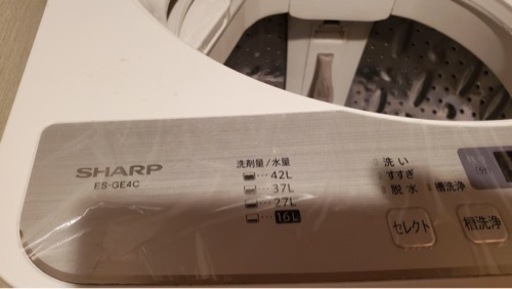 SHARP
ES-GE4C
洗剤量/水量
…42L
…37L
…27L
…16L
洗い
すすぎ
脱水
槽洗浄
セレクト
槽洗浄